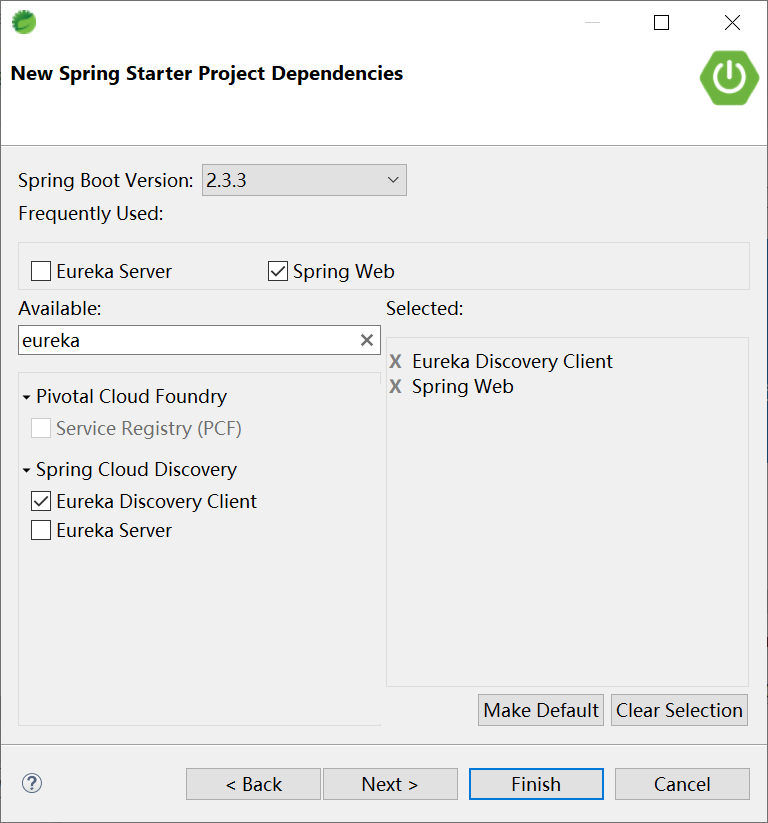 New Spring Starter Project Dependencies
Spring Boot Version: 2.3.3
Frequently Used:
Eureka Server Spring Web
Available: Selected:
eureka
Eureka Discovery Client
Spring Web
Pivotal Cloud Foundry
Service Registry (PCF)
Spring Cloud Discovery
Eureka Discovery Client
Eureka Server
Make Default Clear Selection
< Back Next > Finish Cancel